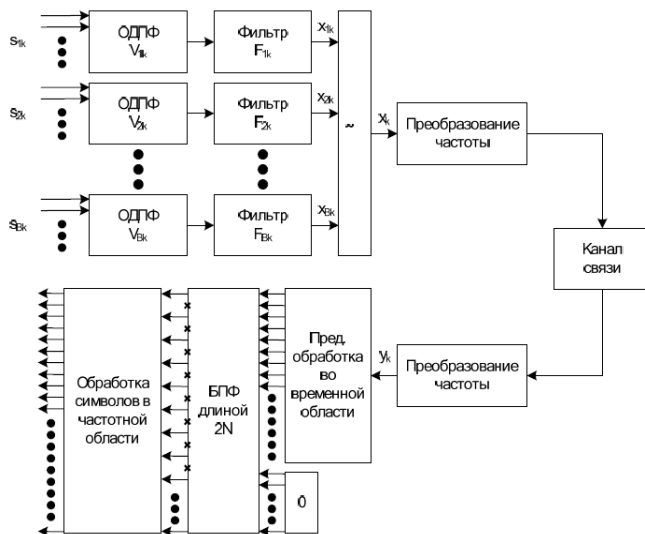 s1k
ОДПФ
V1k
Фильтр
F1k
x1k
s2k
ОДПФ
V2k
Фильтр
F2k
x2k
~
xk
Преобразование
частоты
sBk
ОДПФ
VBk
Фильтр
FBk
xBk
Канал
связи
Обработка
символов в
частотной
области
БПФ
длиной
2N
Пред.
обработка
во
временной
области
yk
Преобразование
частоты
0